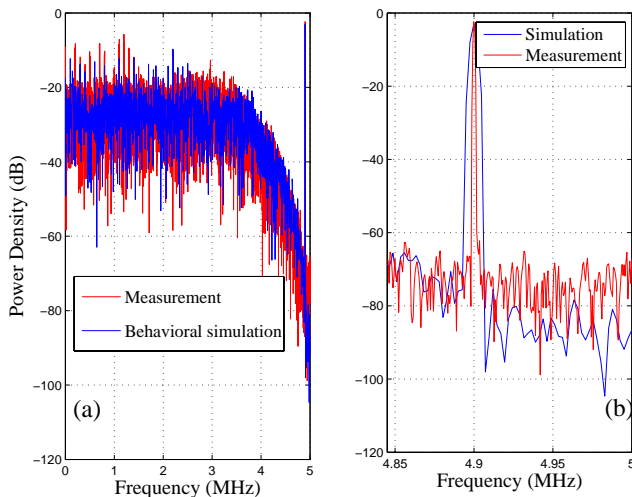 0
−20
−40
−60
−80
−100
−120
Power Density (dB)
Measurement
Behavioral simulation
(a)
0 1 2 3 4 5
Frequency (MHz)
0
−20
−40
−60
−80
−100
−120
Simulation
Measurement
(b)
4.85 4.9 4.95 5
Frequency (MHz)